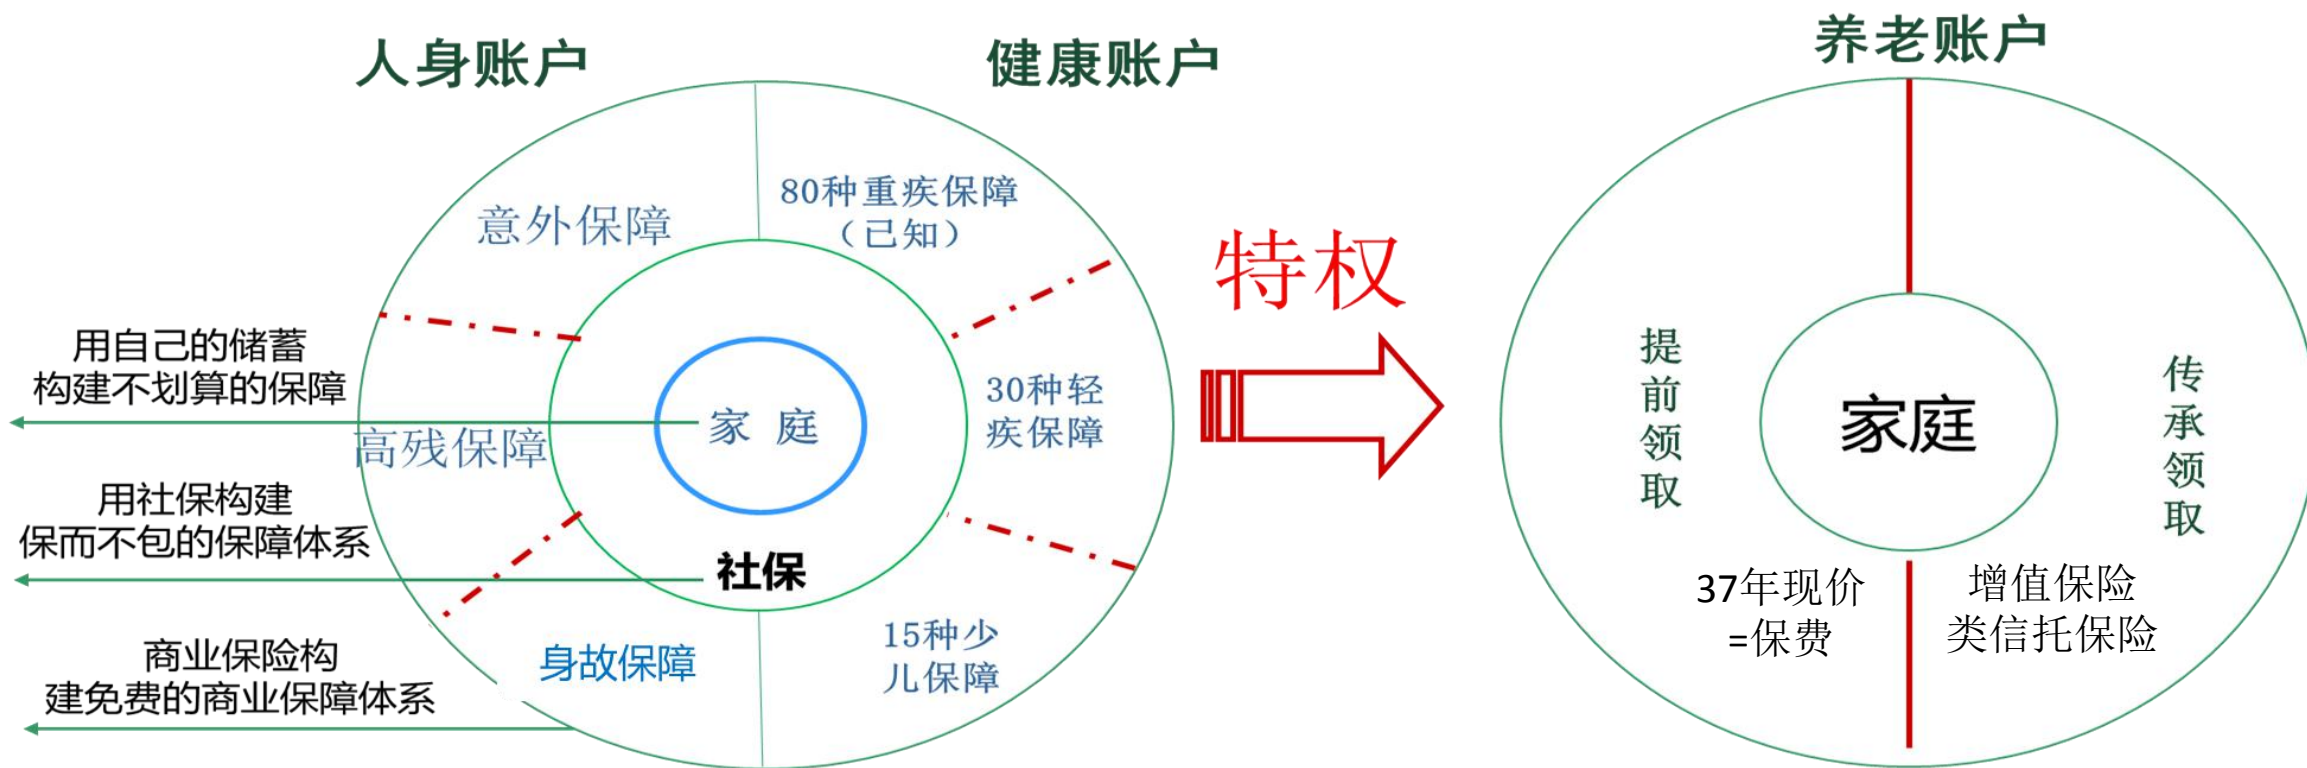 人身账户
健康账户
养老账户
意外保障
80种重疾保障
（已知）
特权
用自己的储蓄
构建不划算的保障
高残保障
家 庭
30种轻
疾保障
用社保构建
保而不包的保障体系
社保
商业保险构
建免费的商业保障体系
身故保障
15种少
儿保障
提前领取
家庭
传承领取
37年现价
=保费
增值保险
类信托保险